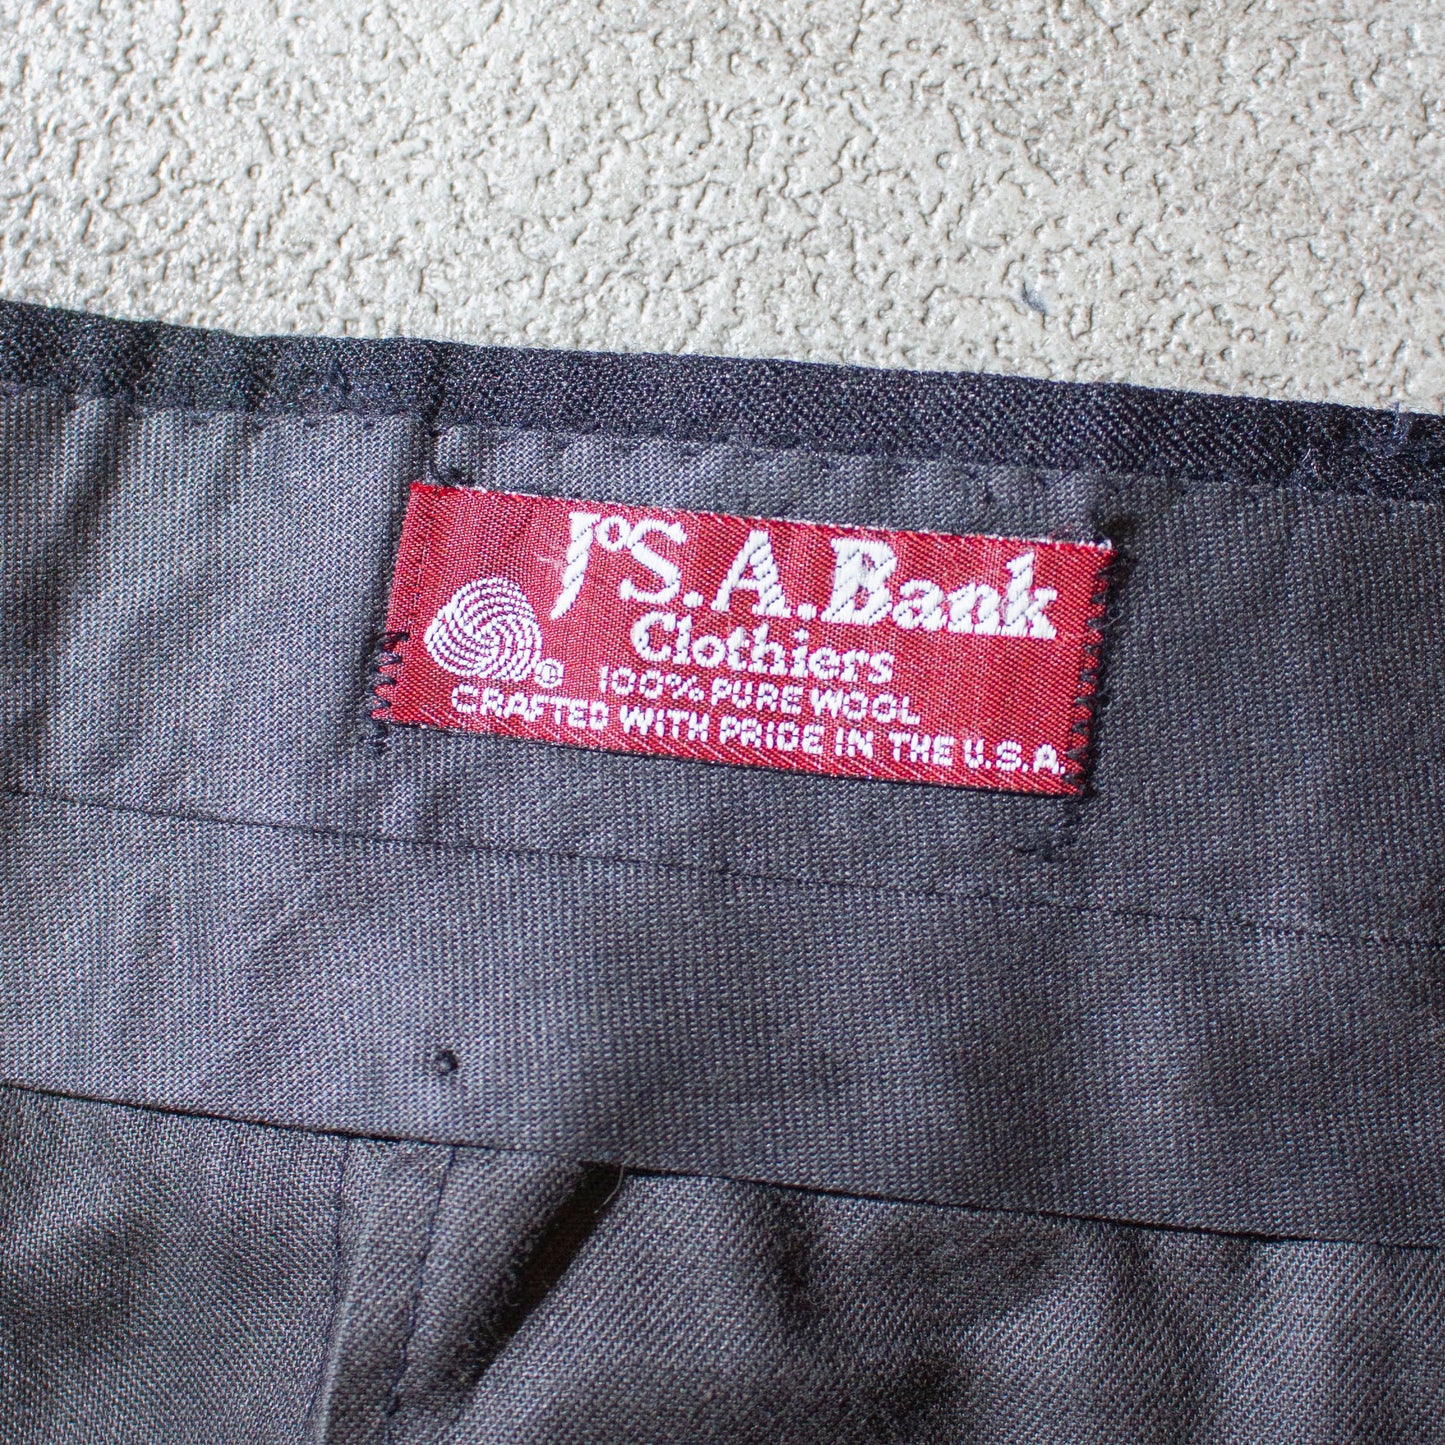 JoS.A.Bank
Clothiers
®
100% PURE WOOL
CRAFTED WITH PRIDE IN THE U.S.A.